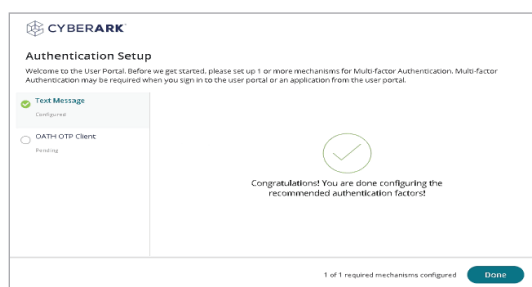 CYBERARK
Authentication Setup
Welcome to the User Portal. Before we get started, please set up 1 or more mechanisms for Multi-factor Authentication. Multi-factor
Authentication may be required when you sign in to the user portal or an application from the user portal.
Text Message
Configured
OATH OTP Client
Pending
Congratulations! You are done configuring the
recommended authentication factors!
1 of 1 required mechanisms configured
Done